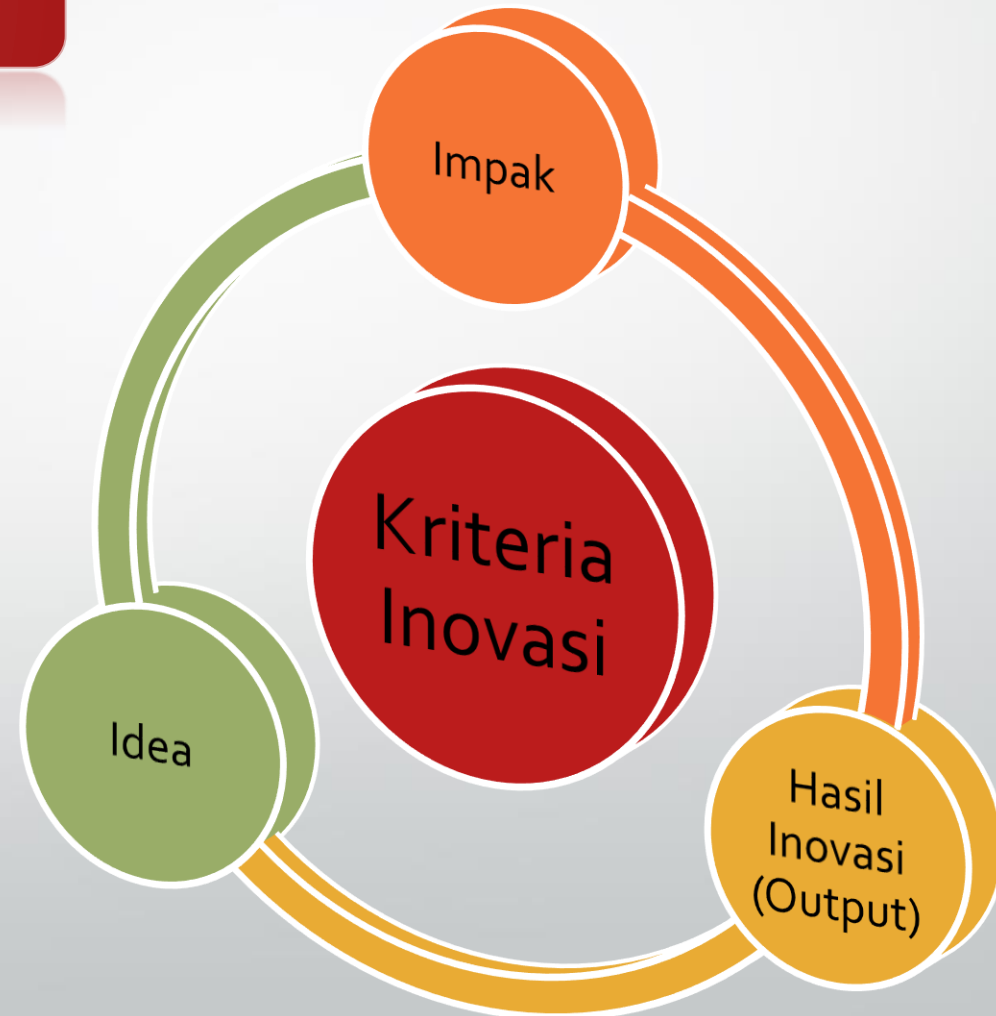 Impak
Kriteria
Inovasi
Idea
Hasil
Inovasi
(Output)